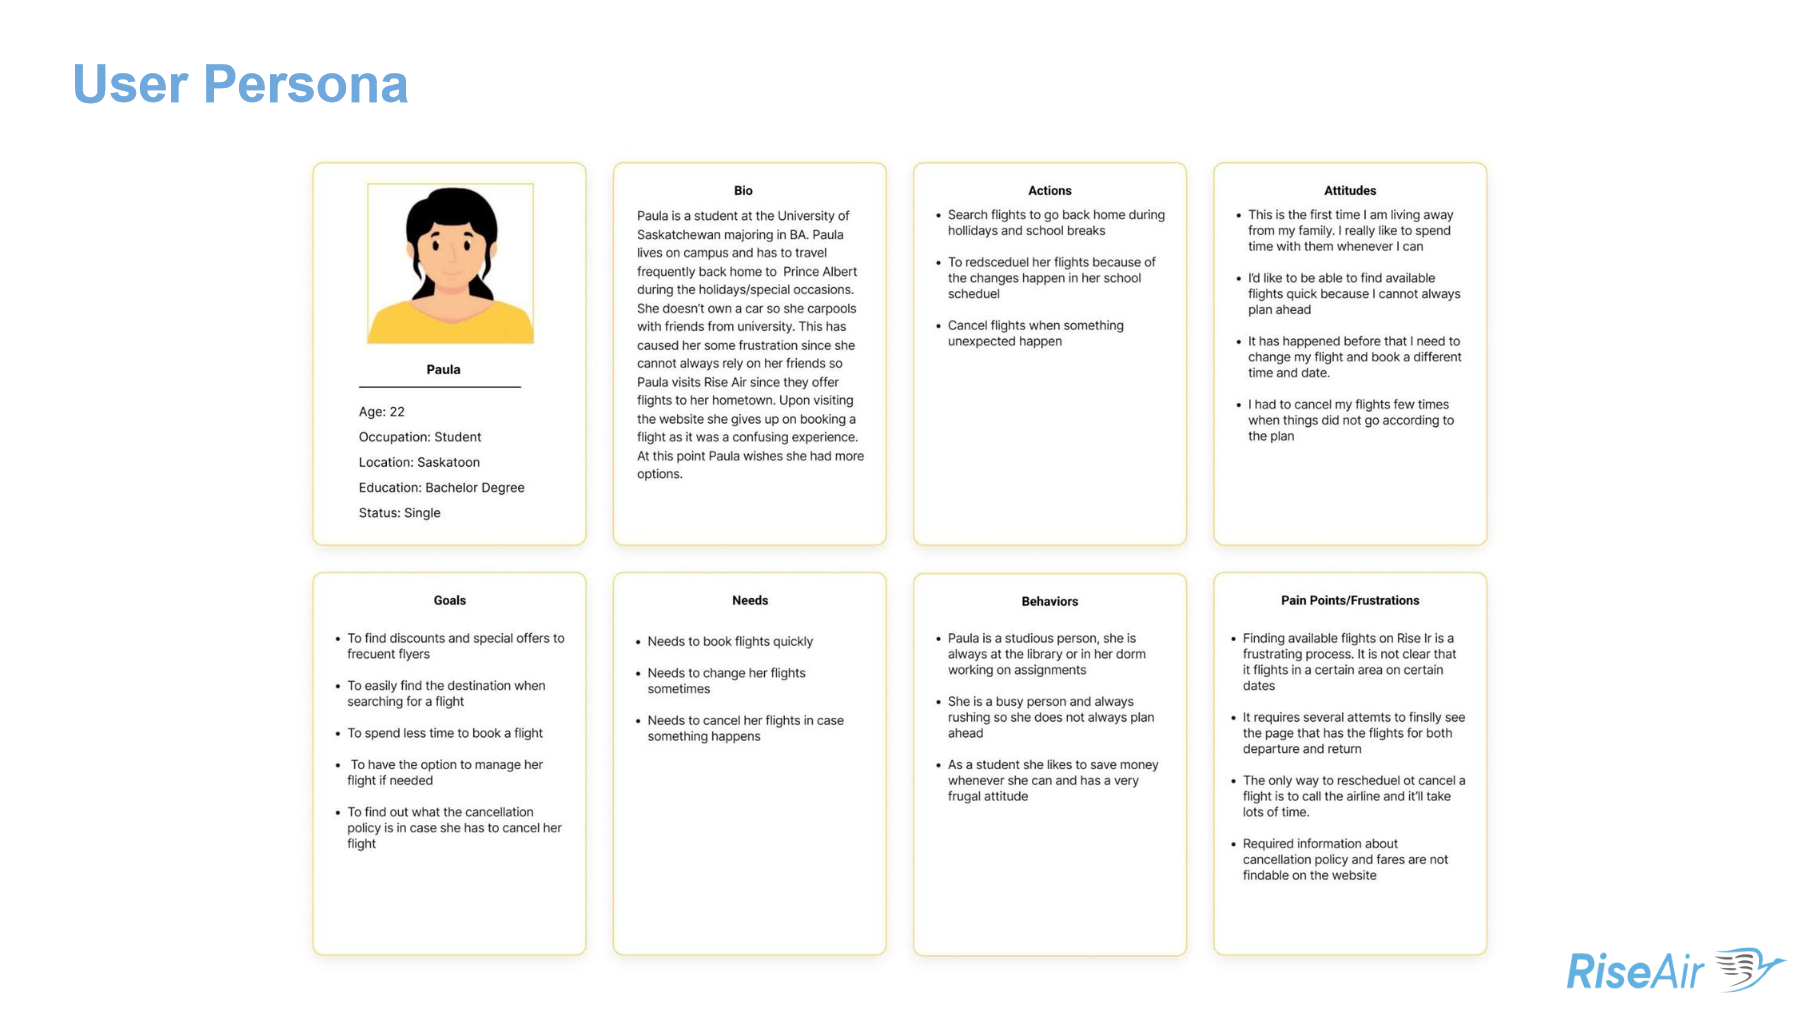 User Persona
Paula
Age: 22
Occupation: Student
Location: Saskatoon
Education: Bachelor Degree
Status: Single
Bio
Paula is a student at the University of
Saskatchewan majoring in BA. Paula
lives on campus and has to travel
frequently back home to Prince Albert
during the holidays/special occasions.
She doesn't own a car so she carpools
with friends from university. This has
caused her some frustration since she
cannot always rely on her friends so
Paula visits Rise Air since they offer
flights to her hometown. Upon visiting
the website she gives up on booking a
flight as it was a confusing experience.
At this point Paula wishes she had more
options.
Actions
• Search flights to go back home during
hollidays and school breaks
• To redsceduel her flights because of
the changes happen in her school
scheduel
• Cancel flights when something
unexpected happen
Attitudes
• This is the first time I am living away
from my family. I really like to spend
time with them whenever I can
• I'd like to be able to find available
flights quick because I cannot always
plan ahead
• It has happened before that I need to
change my flight and book a different
time and date.
• I had to cancel my flights few times
when things did not go according to
the plan
Goals
• To find discounts and special offers to
frecuent flyers
• To easily find the destination when
searching for a flight
• To spend less time to book a flight
• To have the option to manage her
flight if needed
• To find out what the cancellation
policy is in case she has to cancel her
flight
Needs
• Needs to book flights quickly
• Needs to change her flights
sometimes
• Needs to cancel her flights in case
something happens
Behaviors
• Paula is a studious person, she is
always at the library or in her dorm
working on assignments
• She is a busy person and always
rushing so she does not always plan
ahead
• As a student she likes to save money
whenever she can and has a very
frugal attitude
Pain Points/Frustrations
• Finding available flights on Rise Ir is a
frustrating process. It is not clear that
it flights in a certain area on certain
dates
• It requires several attemts to finslly see
the page that has the flights for both
departure and return
• The only way to rescheduel ot cancel a
flight is to call the airline and it'll take
lots of time.
• Required information about
cancellation policy and fares are not
findable on the website
RiseAir